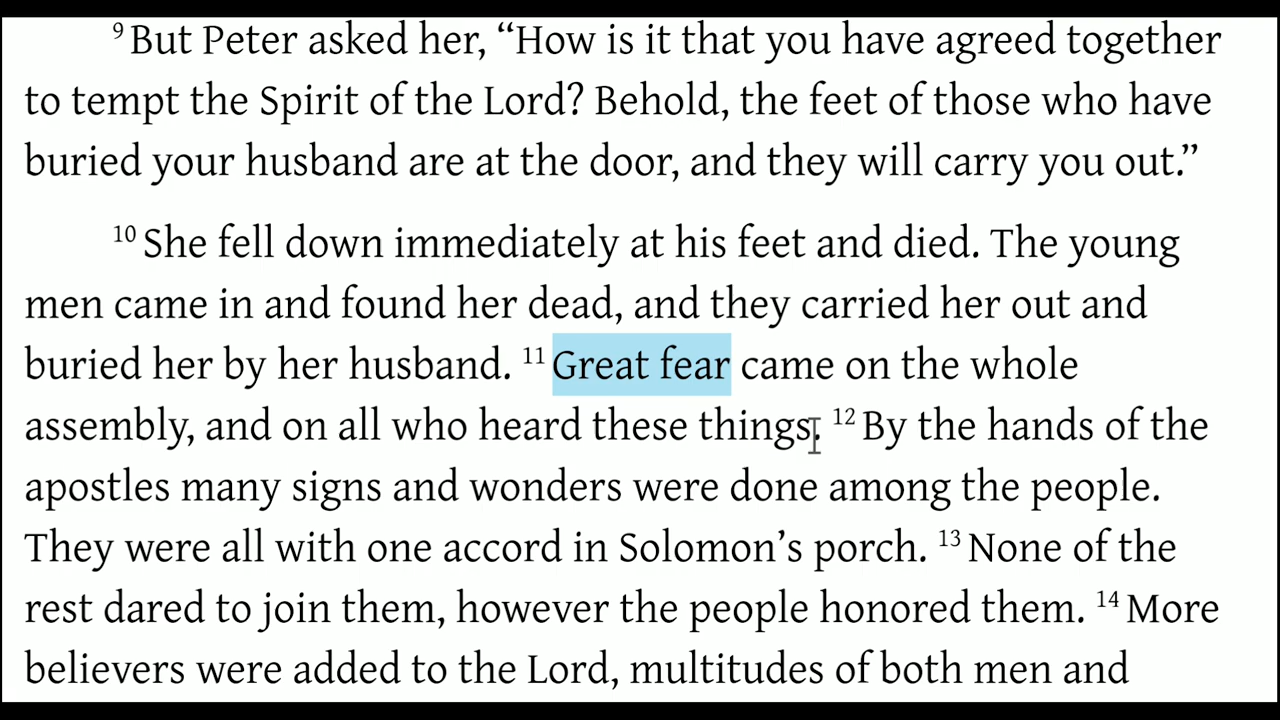 9 But Peter asked her, “How is it that you have agreed together
to tempt the Spirit of the Lord? Behold, the feet of those who have
buried your husband are at the door, and they will carry you out.”
10 She fell down immediately at his feet and died. The young
men came in and found her dead, and they carried her out and
buried her by her husband. 11 Great fear came on the whole
assembly, and on all who heard these things. 12 By the hands of the
apostles many signs and wonders were done among the people.
They were all with one accord in Solomon’s porch. 13 None of the
rest dared to join them, however the people honored them. 14 More
believers were added to the Lord, multitudes of both men and